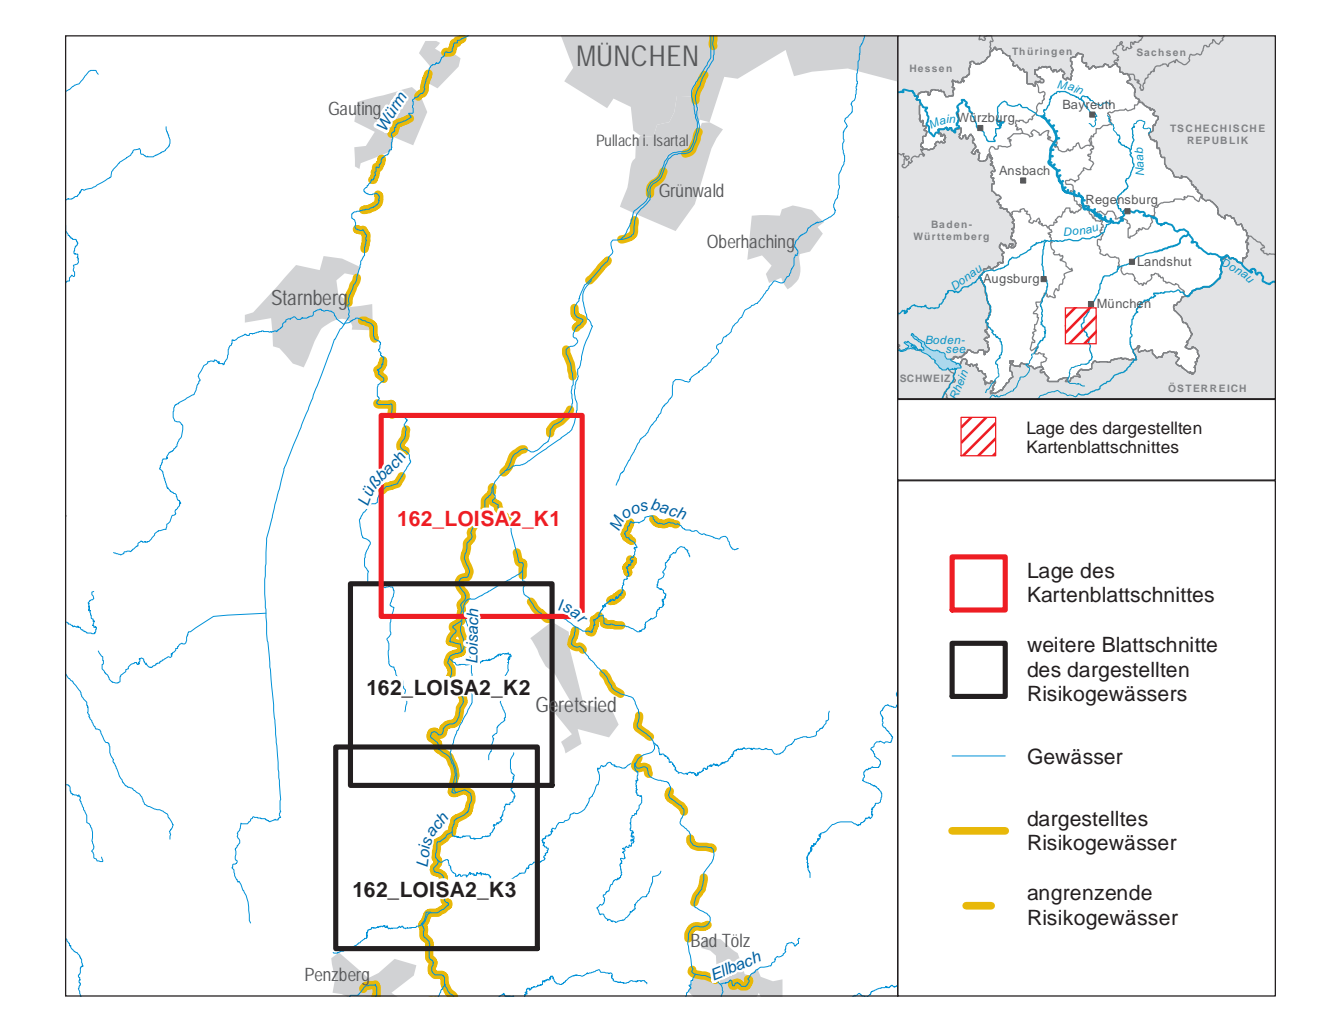 MÜNCHEN
Gauting
Würm
Pullach i. Isartal
Grünwald
Oberhaching
Starnberg
Lüßbach
162_LOISA2_K1
Moosbach
Isar
Loisach
162_LOISA2_K2
Geretsried
Loisach
162_LOISA2_K3
Bad Tölz
Ellbach
Penzberg
Thüringen
Sachsen
Hessen
Main
Bayreuth
Main
Würzburg
TSCHECHISCHE
REPUBLIK
Naab
Ansbach
Regensburg
Baden-
Württemberg
Donau
Landshut
Donau
Augsburg
Donau
München
Boden-
see
SCHWEIZ
Rhein
ÖSTERREICH
Lage des dargestellten
Kartenblattschnittes
Lage des
Kartenblattschnittes
weitere Blattschnitte
des dargestellten
Risikogewässers
Gewässer
dargestelltes
Risikogewässer
angrenzende
Risikogewässer